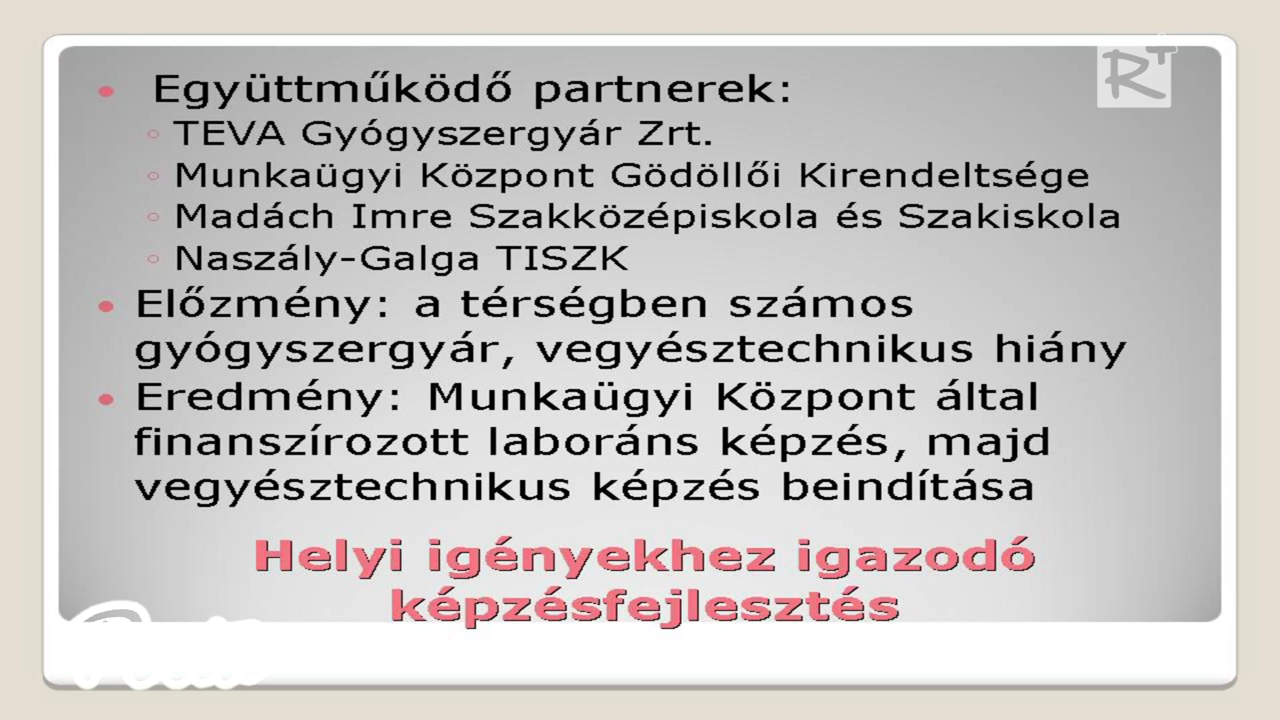 Együttműködő partnerek:
TEVA Gyógyszergyár Zrt.
Munkaügyi Központ Gödöllői Kirendeltsége
Madách Imre Szakközépiskola és Szakiskola
Naszály-Galga TISZK
Előzmény: a térségben számos
gyógyszergyár, vegyésztechnikus hiány
Eredmény: Munkaügyi Központ által
finanszírozott laboráns képzés, majd
vegyésztechnikus képzés beindítása
Helyi igényekhez igazodó
képzésfejlesztés
R+